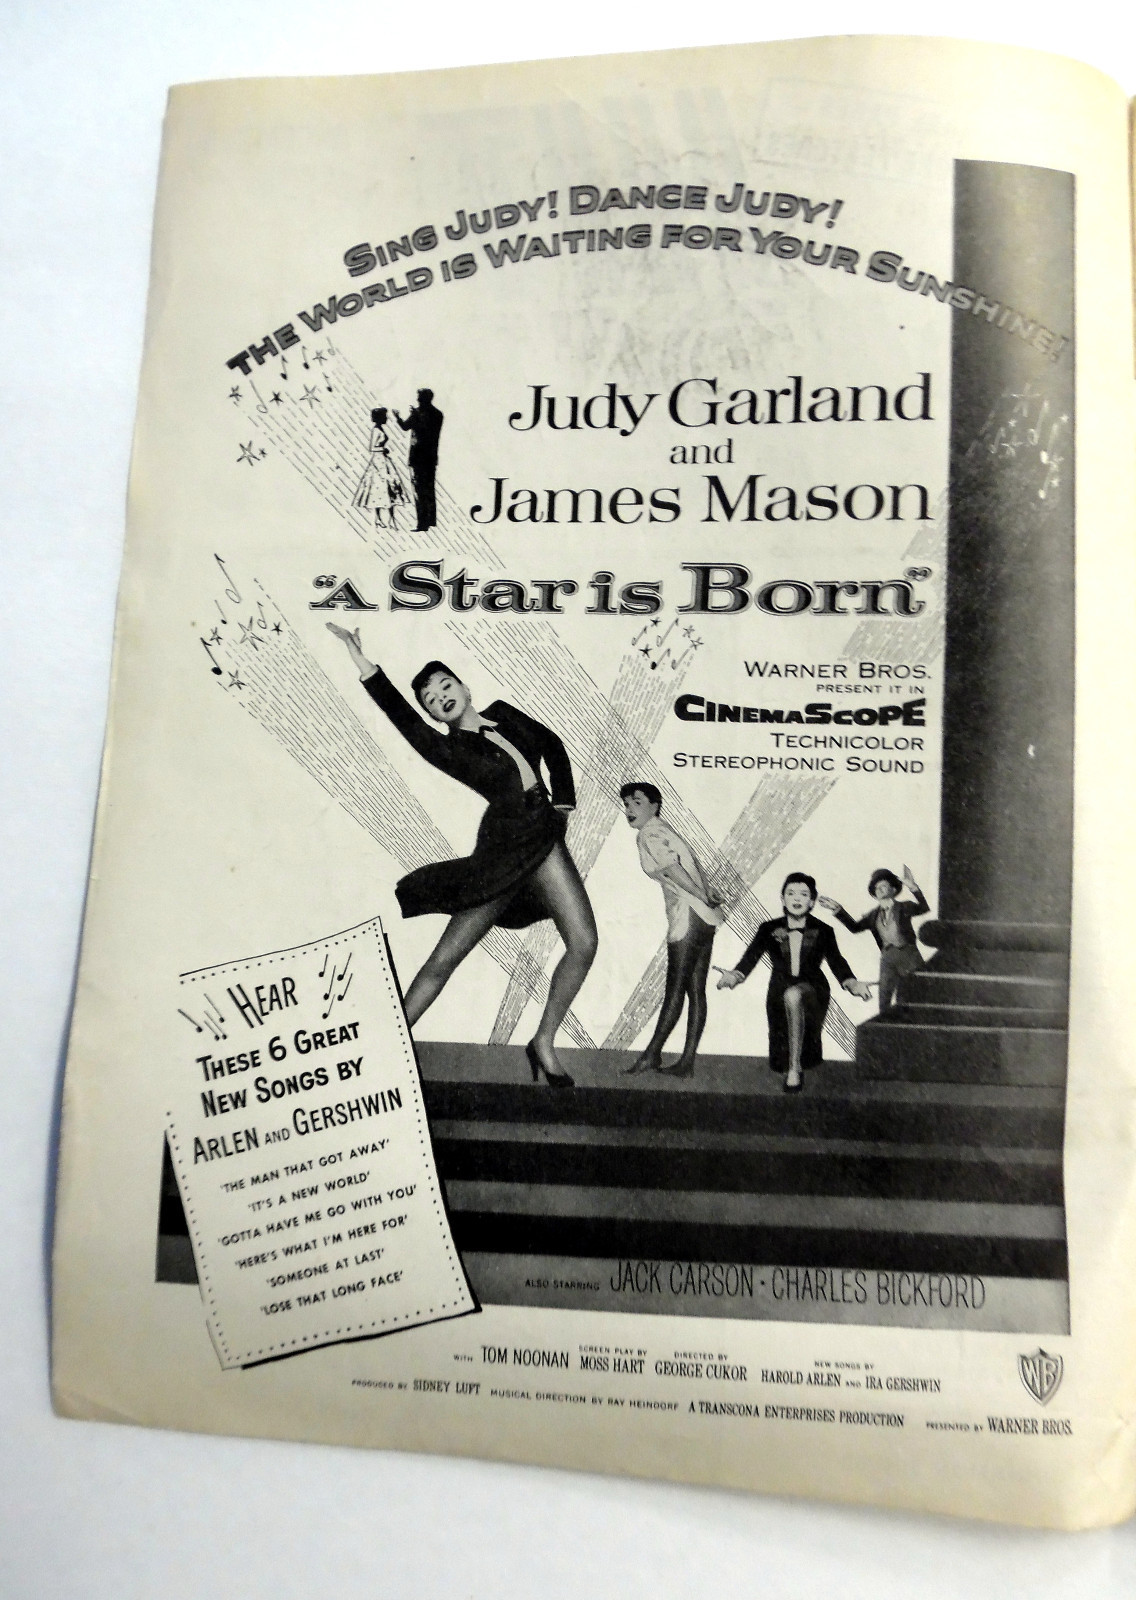 SING JUDY! DANCE JUDY!
THE WORLD IS WAITING FOR YOUR SUNSHINE!
Judy Garland
and
James Mason
"A Star is Born"
WARNER BROS.
PRESENT IT IN
CINEMASCOPE
TECHNICOLOR
STEREOPHONIC SOUND
HEAR
THESE 6 GREAT
NEW SONGS BY
ARLEN AND GERSHWIN
'THE MAN THAT GOT AWAY'
'IT'S A NEW WORLD'
'GOTTA HAVE ME GO WITH YOU'
'HERE'S WHAT I'M HERE FOR'
'SOMEONE AT LAST'
'LOSE THAT LONG FACE'
ALSO STARRING JACK CARSON · CHARLES BICKFORD
WITH TOM NOONAN SCREEN PLAY BY MOSS HART DIRECTED BY GEORGE CUKOR NEW SONGS BY HAROLD ARLEN AND IRA GERSHWIN
WB
PRODUCED BY SIDNEY LUFT MUSICAL DIRECTION BY RAY HEINDORF A TRANSCONA ENTERPRISES PRODUCTION PRESENTED BY WARNER BROS.